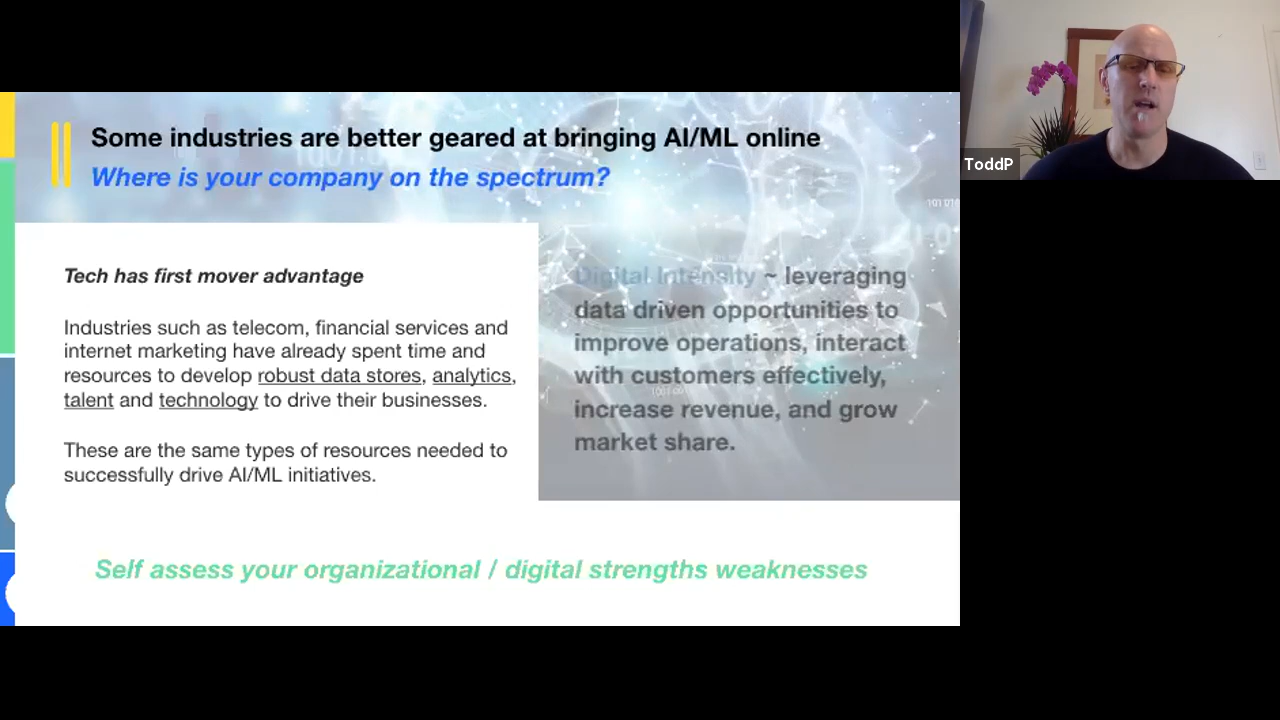 Some industries are better geared at bringing AI/ML online
Where is your company on the spectrum?
Tech has first mover advantage
Industries such as telecom, financial services and
internet marketing have already spent time and
resources to develop robust data stores, analytics,
talent and technology to drive their businesses.
These are the same types of resources needed to
successfully drive AI/ML initiatives.
Digital Intensity ~ leveraging
data driven opportunities to
improve operations, interact
with customers effectively,
increase revenue, and grow
market share.
Self assess your organizational / digital strengths weaknesses
ToddP